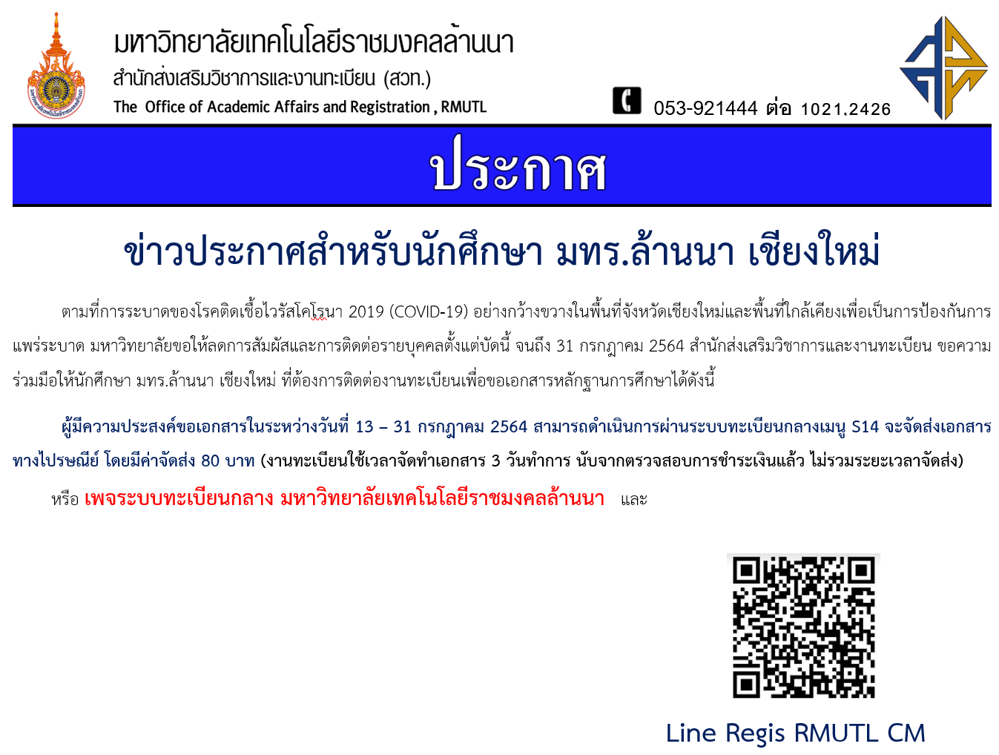 มหาวิทยาลัยเทคโนโลยีราชมงคลล้านนา
สำนักส่งเสริมวิชาการและงานทะเบียน (สวท.)
The Office of Academic Affairs and Registration , RMUTL
053-921444 ต่อ 1021,2426
ประกาศ
ข่าวประกาศสำหรับนักศึกษา มทร.ล้านนา เชียงใหม่
ตามที่การระบาดของโรคติดเชื้อไวรัสโคโรนา 2019 (COVID-19) อย่างกว้างขวางในพื้นที่จังหวัดเชียงใหม่และพื้นที่ใกล้เคียงเพื่อเป็นการป้องกันการ
แพร่ระบาด มหาวิทยาลัยขอให้ลดการสัมผัสและการติดต่อรายบุคคลตั้งแต่บัดนี้ จนถึง 31 กรกฎาคม 2564 สำนักส่งเสริมวิชาการและงานทะเบียน ขอความ
ร่วมมือให้นักศึกษา มทร.ล้านนา เชียงใหม่ ที่ต้องการติดต่องานทะเบียนเพื่อขอเอกสารหลักฐานการศึกษาได้ดังนี้
ผู้มีความประสงค์ขอเอกสารในระหว่างวันที่ 13 – 31 กรกฎาคม 2564 สามารถดำเนินการผ่านระบบทะเบียนกลางเมนู S14 จะจัดส่งเอกสาร
ทางไปรษณีย์ โดยมีค่าจัดส่ง 80 บาท (งานทะเบียนใช้เวลาจัดทำเอกสาร 3 วันทำการ นับจากตรวจสอบการชำระเงินแล้ว ไม่รวมระยะเวลาจัดส่ง)
หรือ เพจระบบทะเบียนกลาง มหาวิทยาลัยเทคโนโลยีราชมงคลล้านนา และ
Line Regis RMUTL CM